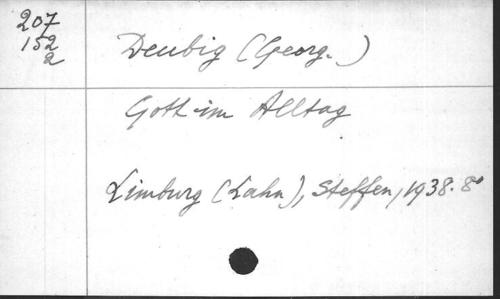 207
152
2
Deubig (Georg.)
Gott im Alltag
Limburg (Lahn), Steffen, 1938. 8°